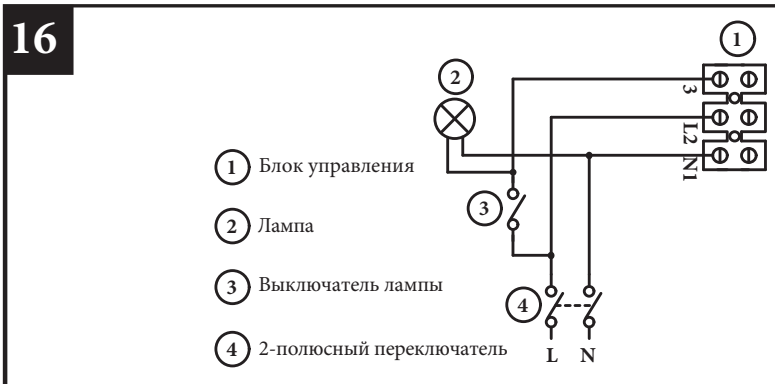 16
1
2
3
L2
N1
1 Блок управления
3
2 Лампа
3 Выключатель лампы
4
4 2-полюсный переключатель
L N